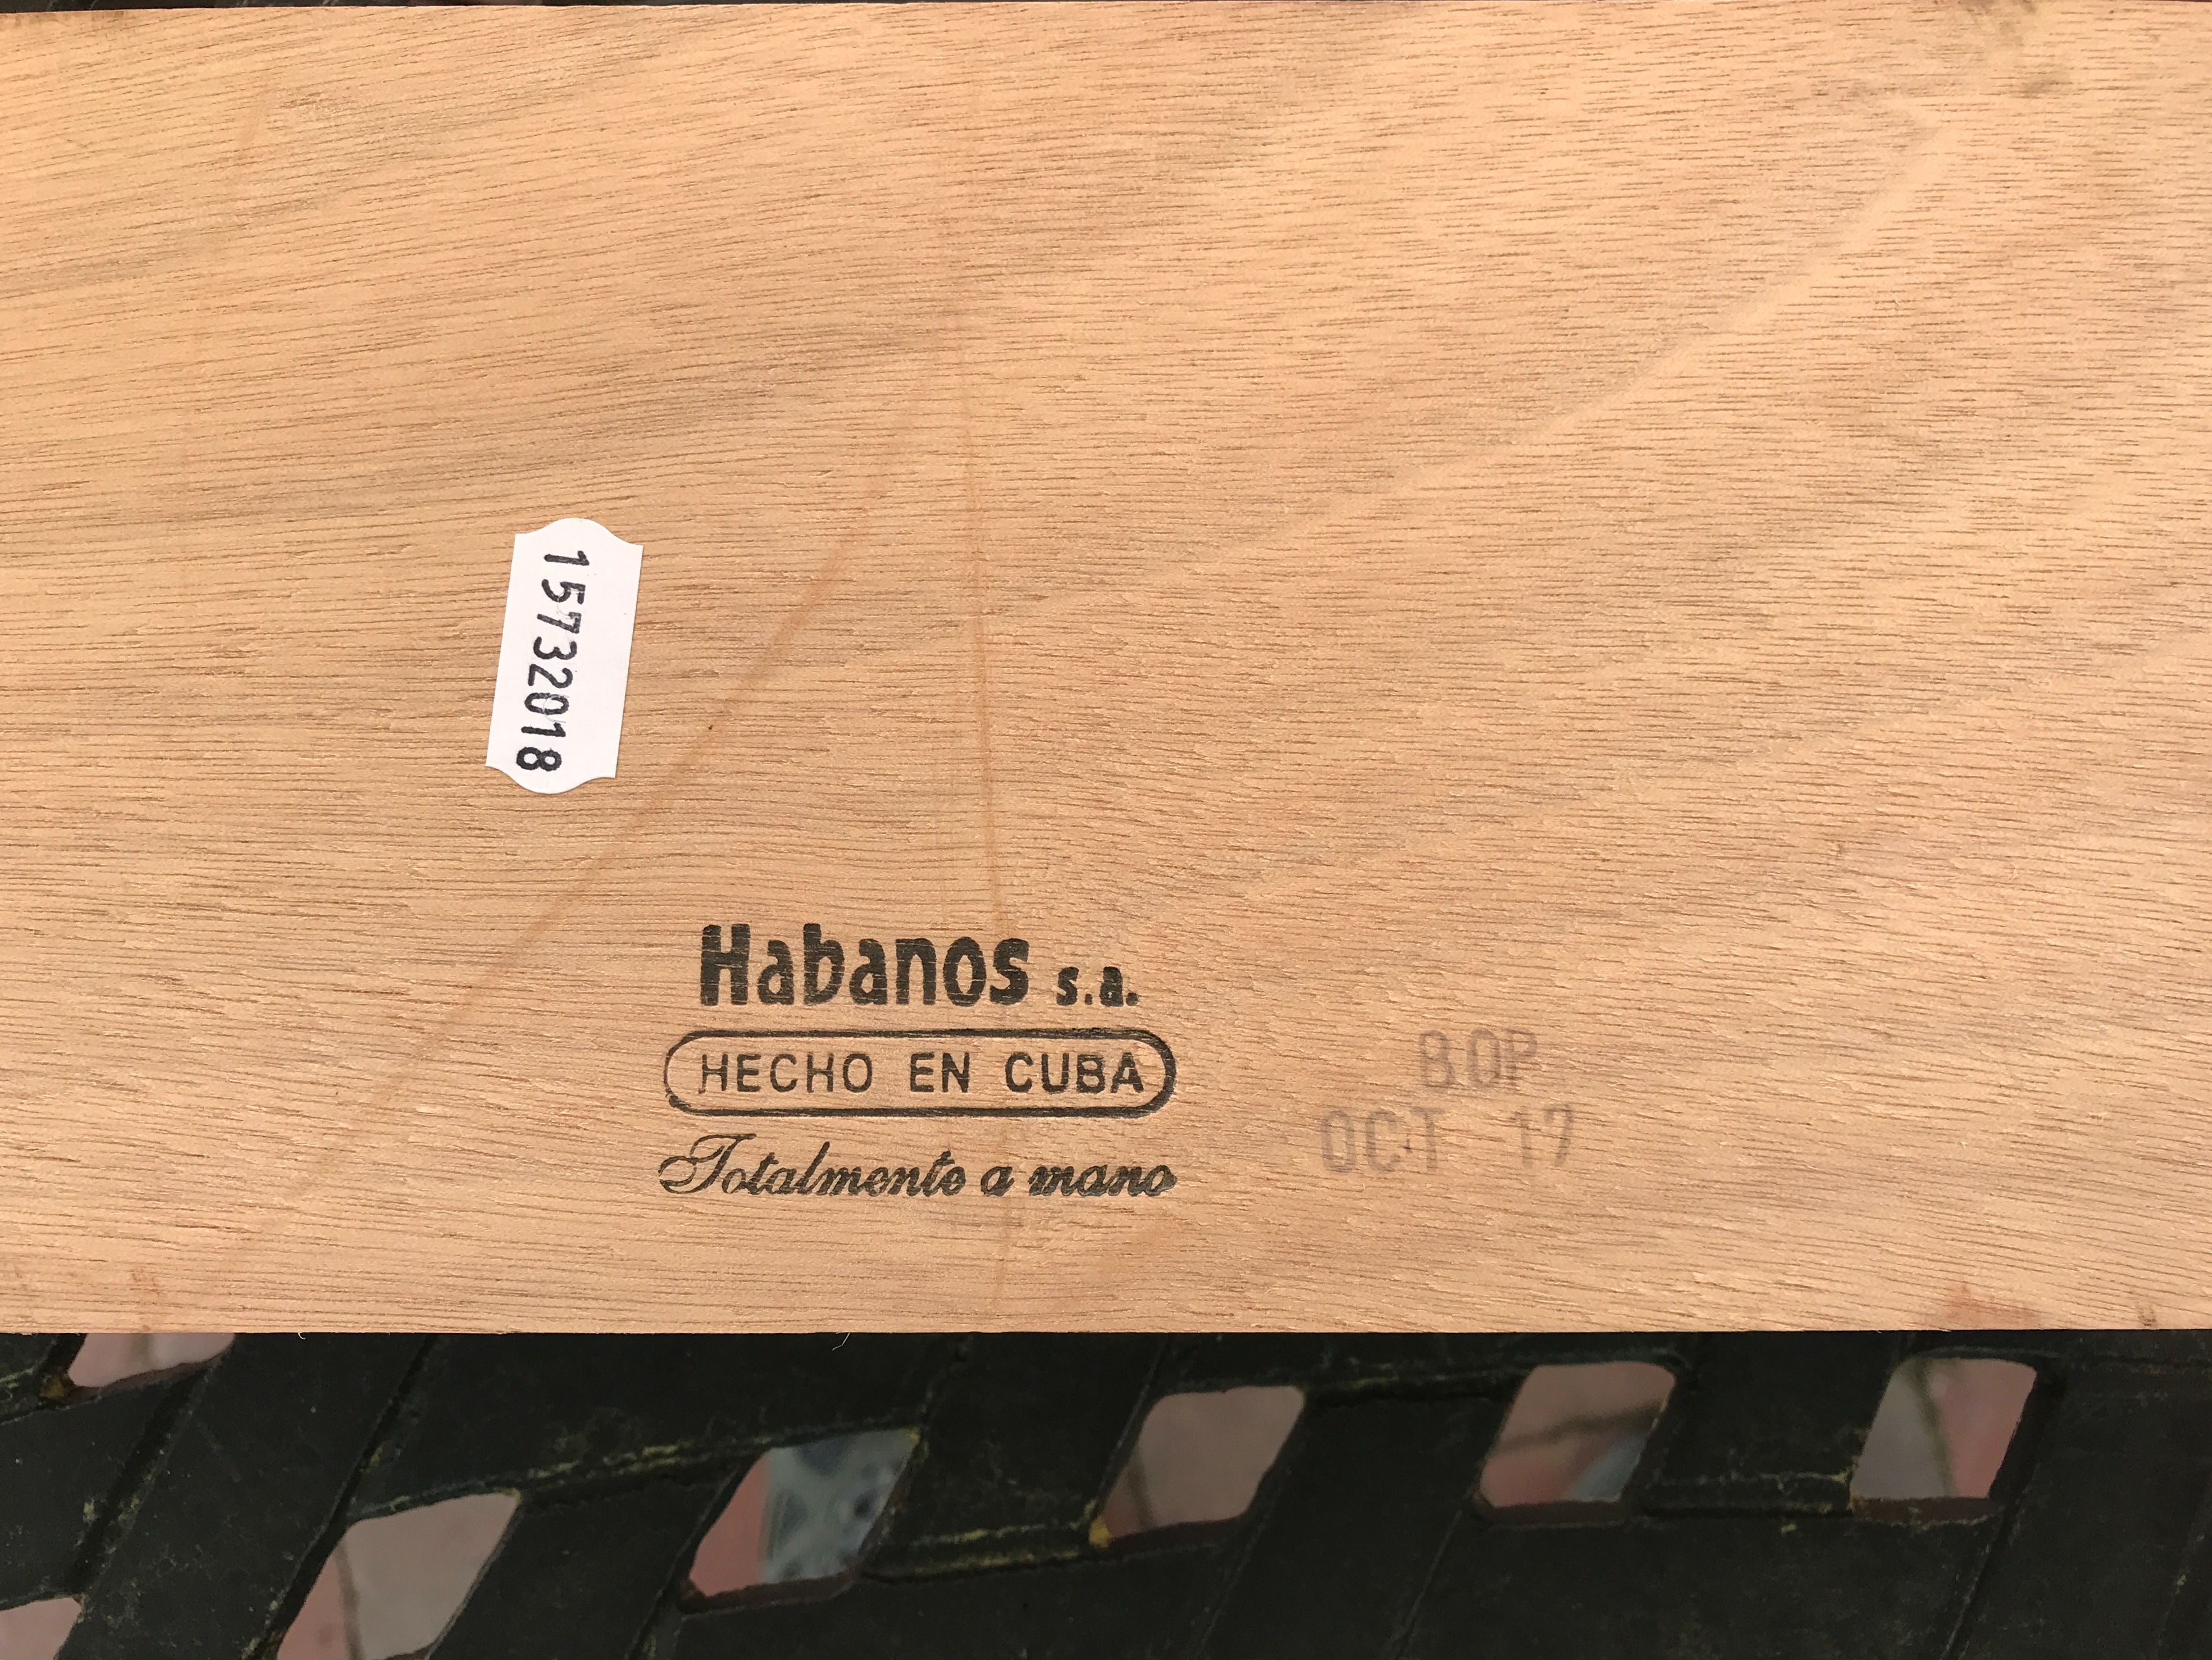 15732018
Habanos s.a.
HECHO EN CUBA
Totalmente a mano
BOP
OCT 17